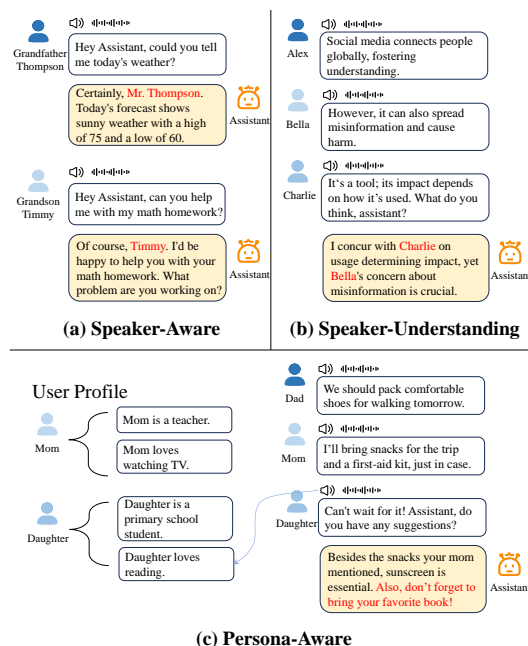 Grandfather
Thompson
Hey Assistant, could you tell
me today's weather?
Certainly, Mr. Thompson.
Today's forecast shows
sunny weather with a high
of 75 and a low of 60.
Assistant
Grandson
Timmy
Hey Assistant, can you help
me with my math homework?
Of course, Timmy. I'd be
happy to help you with your
math homework. What
problem are you working on?
Assistant
(a) Speaker-Aware
Alex
Social media connects people
globally, fostering
understanding.
Bella
However, it can also spread
misinformation and cause
harm.
Charlie
It's a tool; its impact depends
on how it's used. What do you
think, assistant?
I concur with Charlie on
usage determining impact, yet
Bella's concern about
misinformation is crucial.
Assistan
(b) Speaker-Understanding
User Profile
Mom
Mom is a teacher.
Mom loves
watching TV.
Daughter
Daughter is a
primary school
student.
Daughter loves
reading.
Dad
We should pack comfortable
shoes for walking tomorrow.
Mom
I'll bring snacks for the trip
and a first-aid kit, just in case.
Daughter
Can't wait for it! Assistant, do
you have any suggestions?
Besides the snacks your mom
mentioned, sunscreen is
essential. Also, don't forget to
bring your favorite book!
Assistan
(c) Persona-Aware